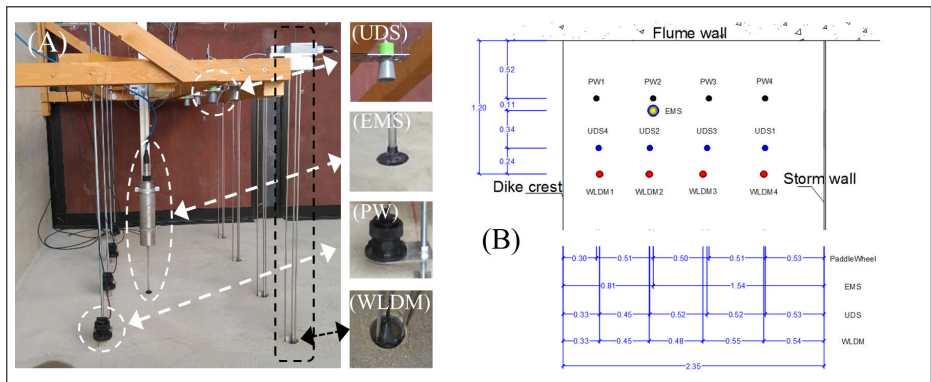 (A)
(UDS)
(EMS)
(PW)
(WLDM)
(B)
Flume wall
0.52
0.11
0.34
0.24
1.20
PW1 PW2 PW3 PW4
EMS
UDS4 UDS2 UDS3 UDS1
WLDM1 WLDM2 WLDM3 WLDM4
Dike crest
Storm wall
0.30 0.51 0.50 0.51 0.53 PaddleWheel
0.81 1.54 EMS
0.33 0.45 0.52 0.52 0.53 UDS
0.33 0.45 0.48 0.55 0.54 WLDM
2.35